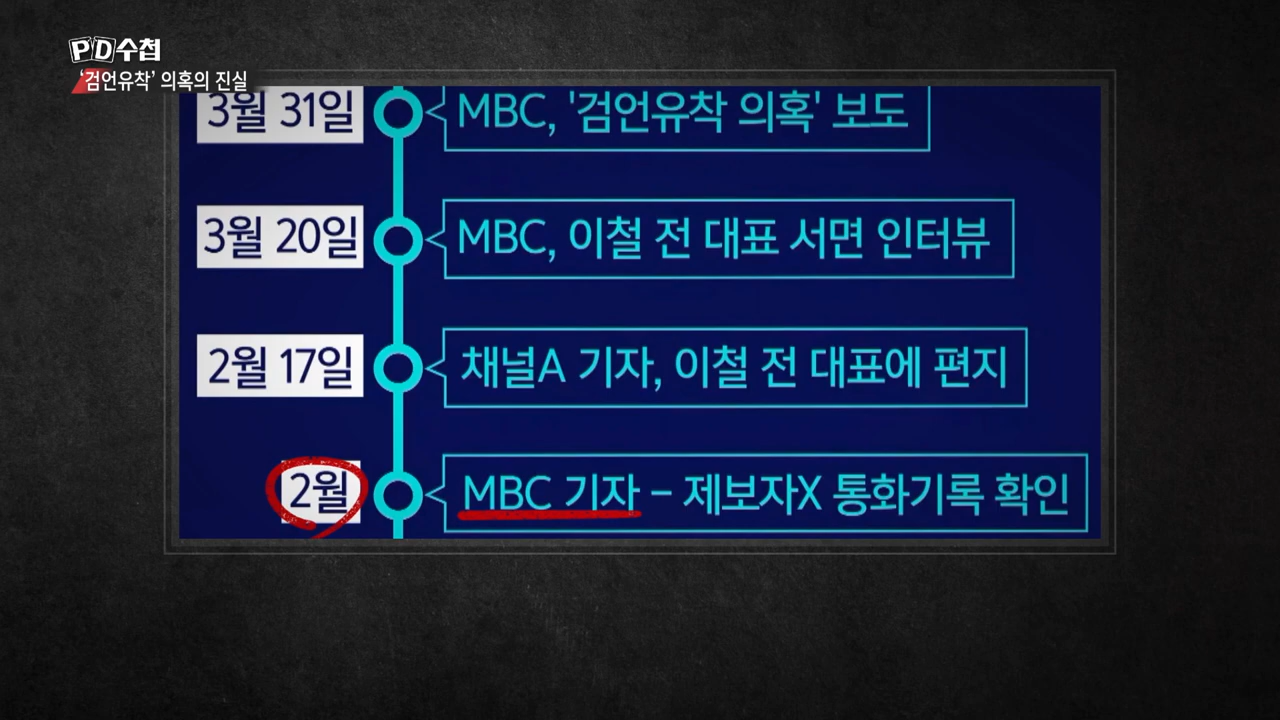 PD수첩
'검언유착' 의혹의 진실
3월 31일
MBC, '검언유착 의혹' 보도
3월 20일
MBC, 이철 전 대표 서면 인터뷰
2월 17일
채널A 기자, 이철 전 대표에 편지
2월
MBC 기자 – 제보자X 통화기록 확인